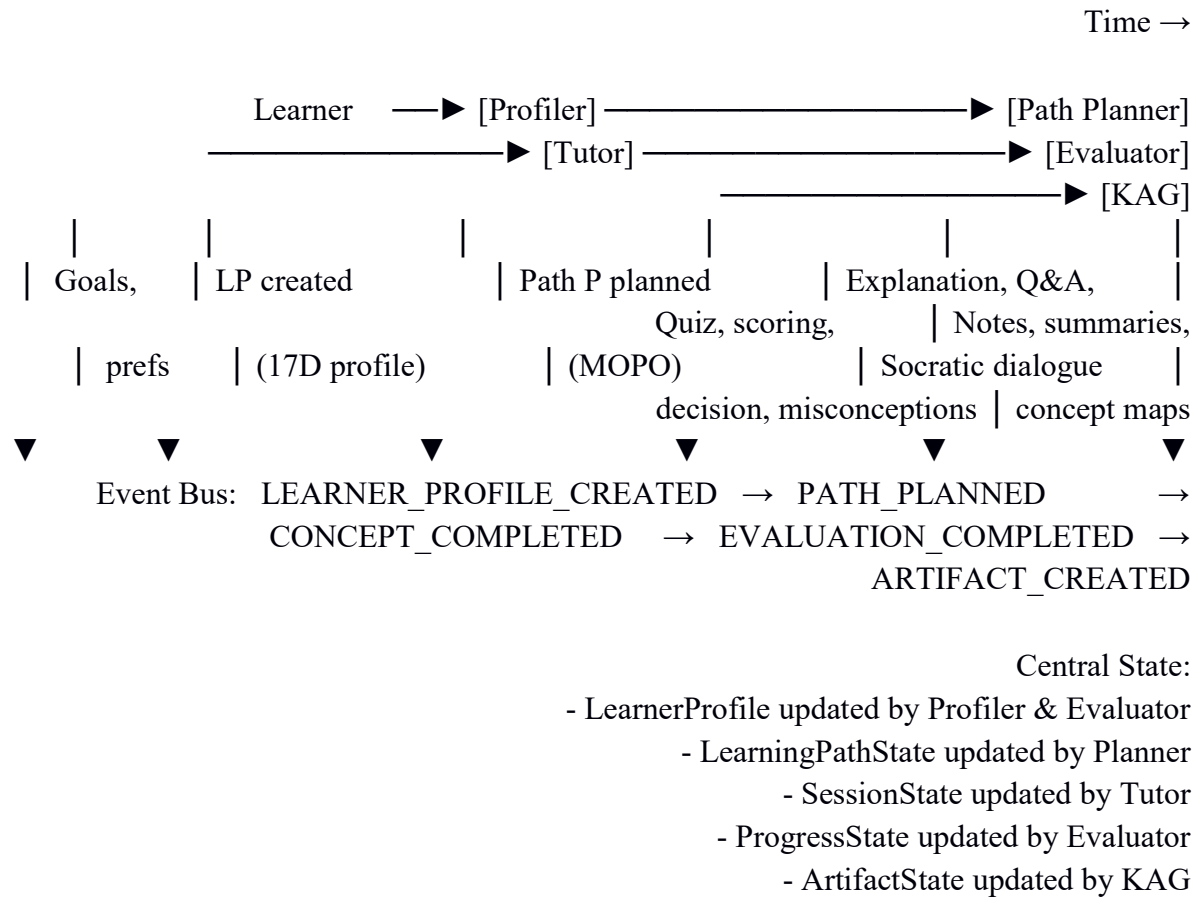 Time →
Learner ──► [Profiler] ─────────────────► [Path Planner]
──────────────► [Tutor] ─────────────────► [Evaluator]
────────────────► [KAG]
│ │ │ │ │ │
│ Goals, │ LP created │ Path P planned │ Explanation, Q&A, │
Quiz, scoring, │ Notes, summaries,
│ prefs │ (17D profile) │ (MOPO) │ Socratic dialogue │
decision, misconceptions │ concept maps
▼ ▼ ▼ ▼ ▼ ▼
Event Bus: LEARNER_PROFILE_CREATED → PATH_PLANNED →
CONCEPT_COMPLETED → EVALUATION_COMPLETED →
ARTIFACT_CREATED
Central State:
- LearnerProfile updated by Profiler & Evaluator
- LearningPathState updated by Planner
- SessionState updated by Tutor
- ProgressState updated by Evaluator
- ArtifactState updated by KAG